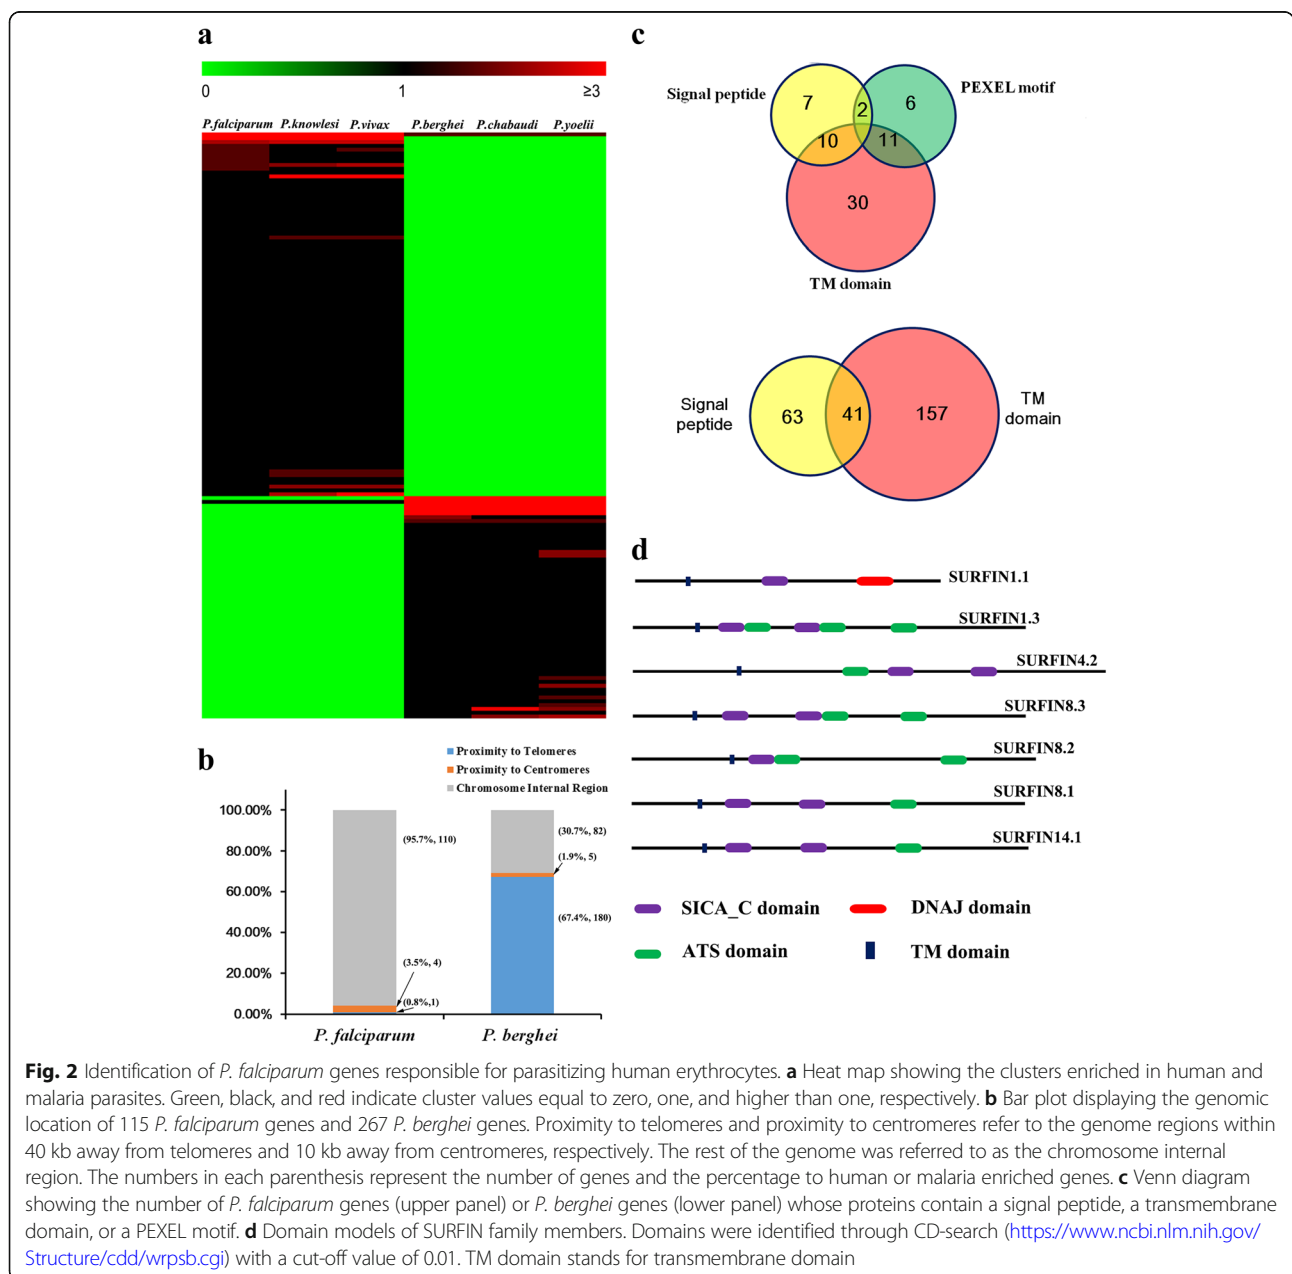 a
0 1 ≥3
P.falciparum P.knowlesi P.vivax P.berghei P.chabaudi P.yoelii
b
Proximity to Telomeres
Proximity to Centromeres
Chromosome Internal Region
100.00%
80.00%
60.00%
40.00%
20.00%
0.00%
(95.7%, 110)
(3.5%, 4)
(0.8%,1)
(30.7%, 82)
(1.9%, 5)
(67.4%, 180)
P. falciparum P. berghei
c
Signal peptide
PEXEL motif
7 2 6
10 11
30
TM domain
Signal
peptide
63 41 157
TM
domain
d
SURFIN1.1
SURFIN1.3
SURFIN4.2
SURFIN8.3
SURFIN8.2
SURFIN8.1
SURFIN14.1
SICA_C domain DNAJ domain
ATS domain TM domain
Fig. 2 Identification of P. falciparum genes responsible for parasitizing human erythrocytes. a Heat map showing the clusters enriched in human and
malaria parasites. Green, black, and red indicate cluster values equal to zero, one, and higher than one, respectively. b Bar plot displaying the genomic
location of 115 P. falciparum genes and 267 P. berghei genes. Proximity to telomeres and proximity to centromeres refer to the genome regions within
40 kb away from telomeres and 10 kb away from centromeres, respectively. The rest of the genome was referred to as the chromosome internal
region. The numbers in each parenthesis represent the number of genes and the percentage to human or malaria enriched genes. c Venn diagram
showing the number of P. falciparum genes (upper panel) or P. berghei genes (lower panel) whose proteins contain a signal peptide, a transmembrane
domain, or a PEXEL motif. d Domain models of SURFIN family members. Domains were identified through CD-search (https://www.ncbi.nlm.nih.gov/
Structure/cdd/wrpsb.cgi) with a cut-off value of 0.01. TM domain stands for transmembrane domain